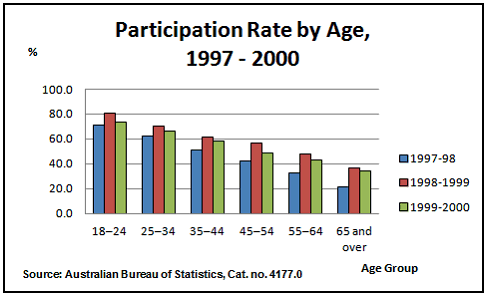 Participation Rate by Age,
1997 - 2000
%
100.0
80.0
60.0
40.0
20.0
0.0
18–24 25–34 35–44 45–54 55–64 65 and
over
1997-98
1998-1999
1999-2000
Age Group
Source: Australian Bureau of Statistics, Cat. no. 4177.0